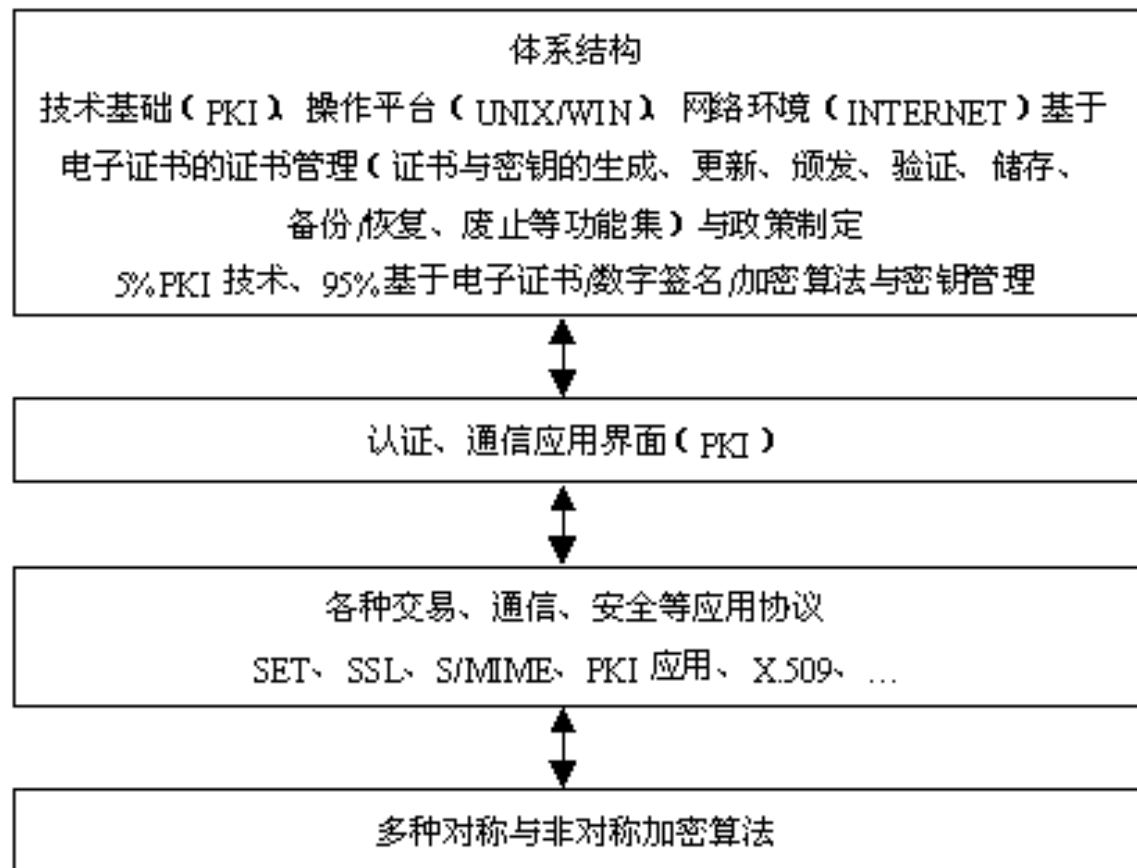 体系结构
技术基础(PKI)、操作平台(UNIX/WIN)、网络环境(INTERNET)基于
电子证书的证书管理(证书与密钥的生成、更新、颁发、验证、储存、
备份/恢复、废止等功能集)与政策制定
5%PKI 技术、95%基于电子证书/数字签名/加密算法与密钥管理
认证、通信应用界面(PKI)
各种交易、通信、安全等应用协议
SET、SSL、S/MIME、PKI 应用、X.509、…
多种对称与非对称加密算法